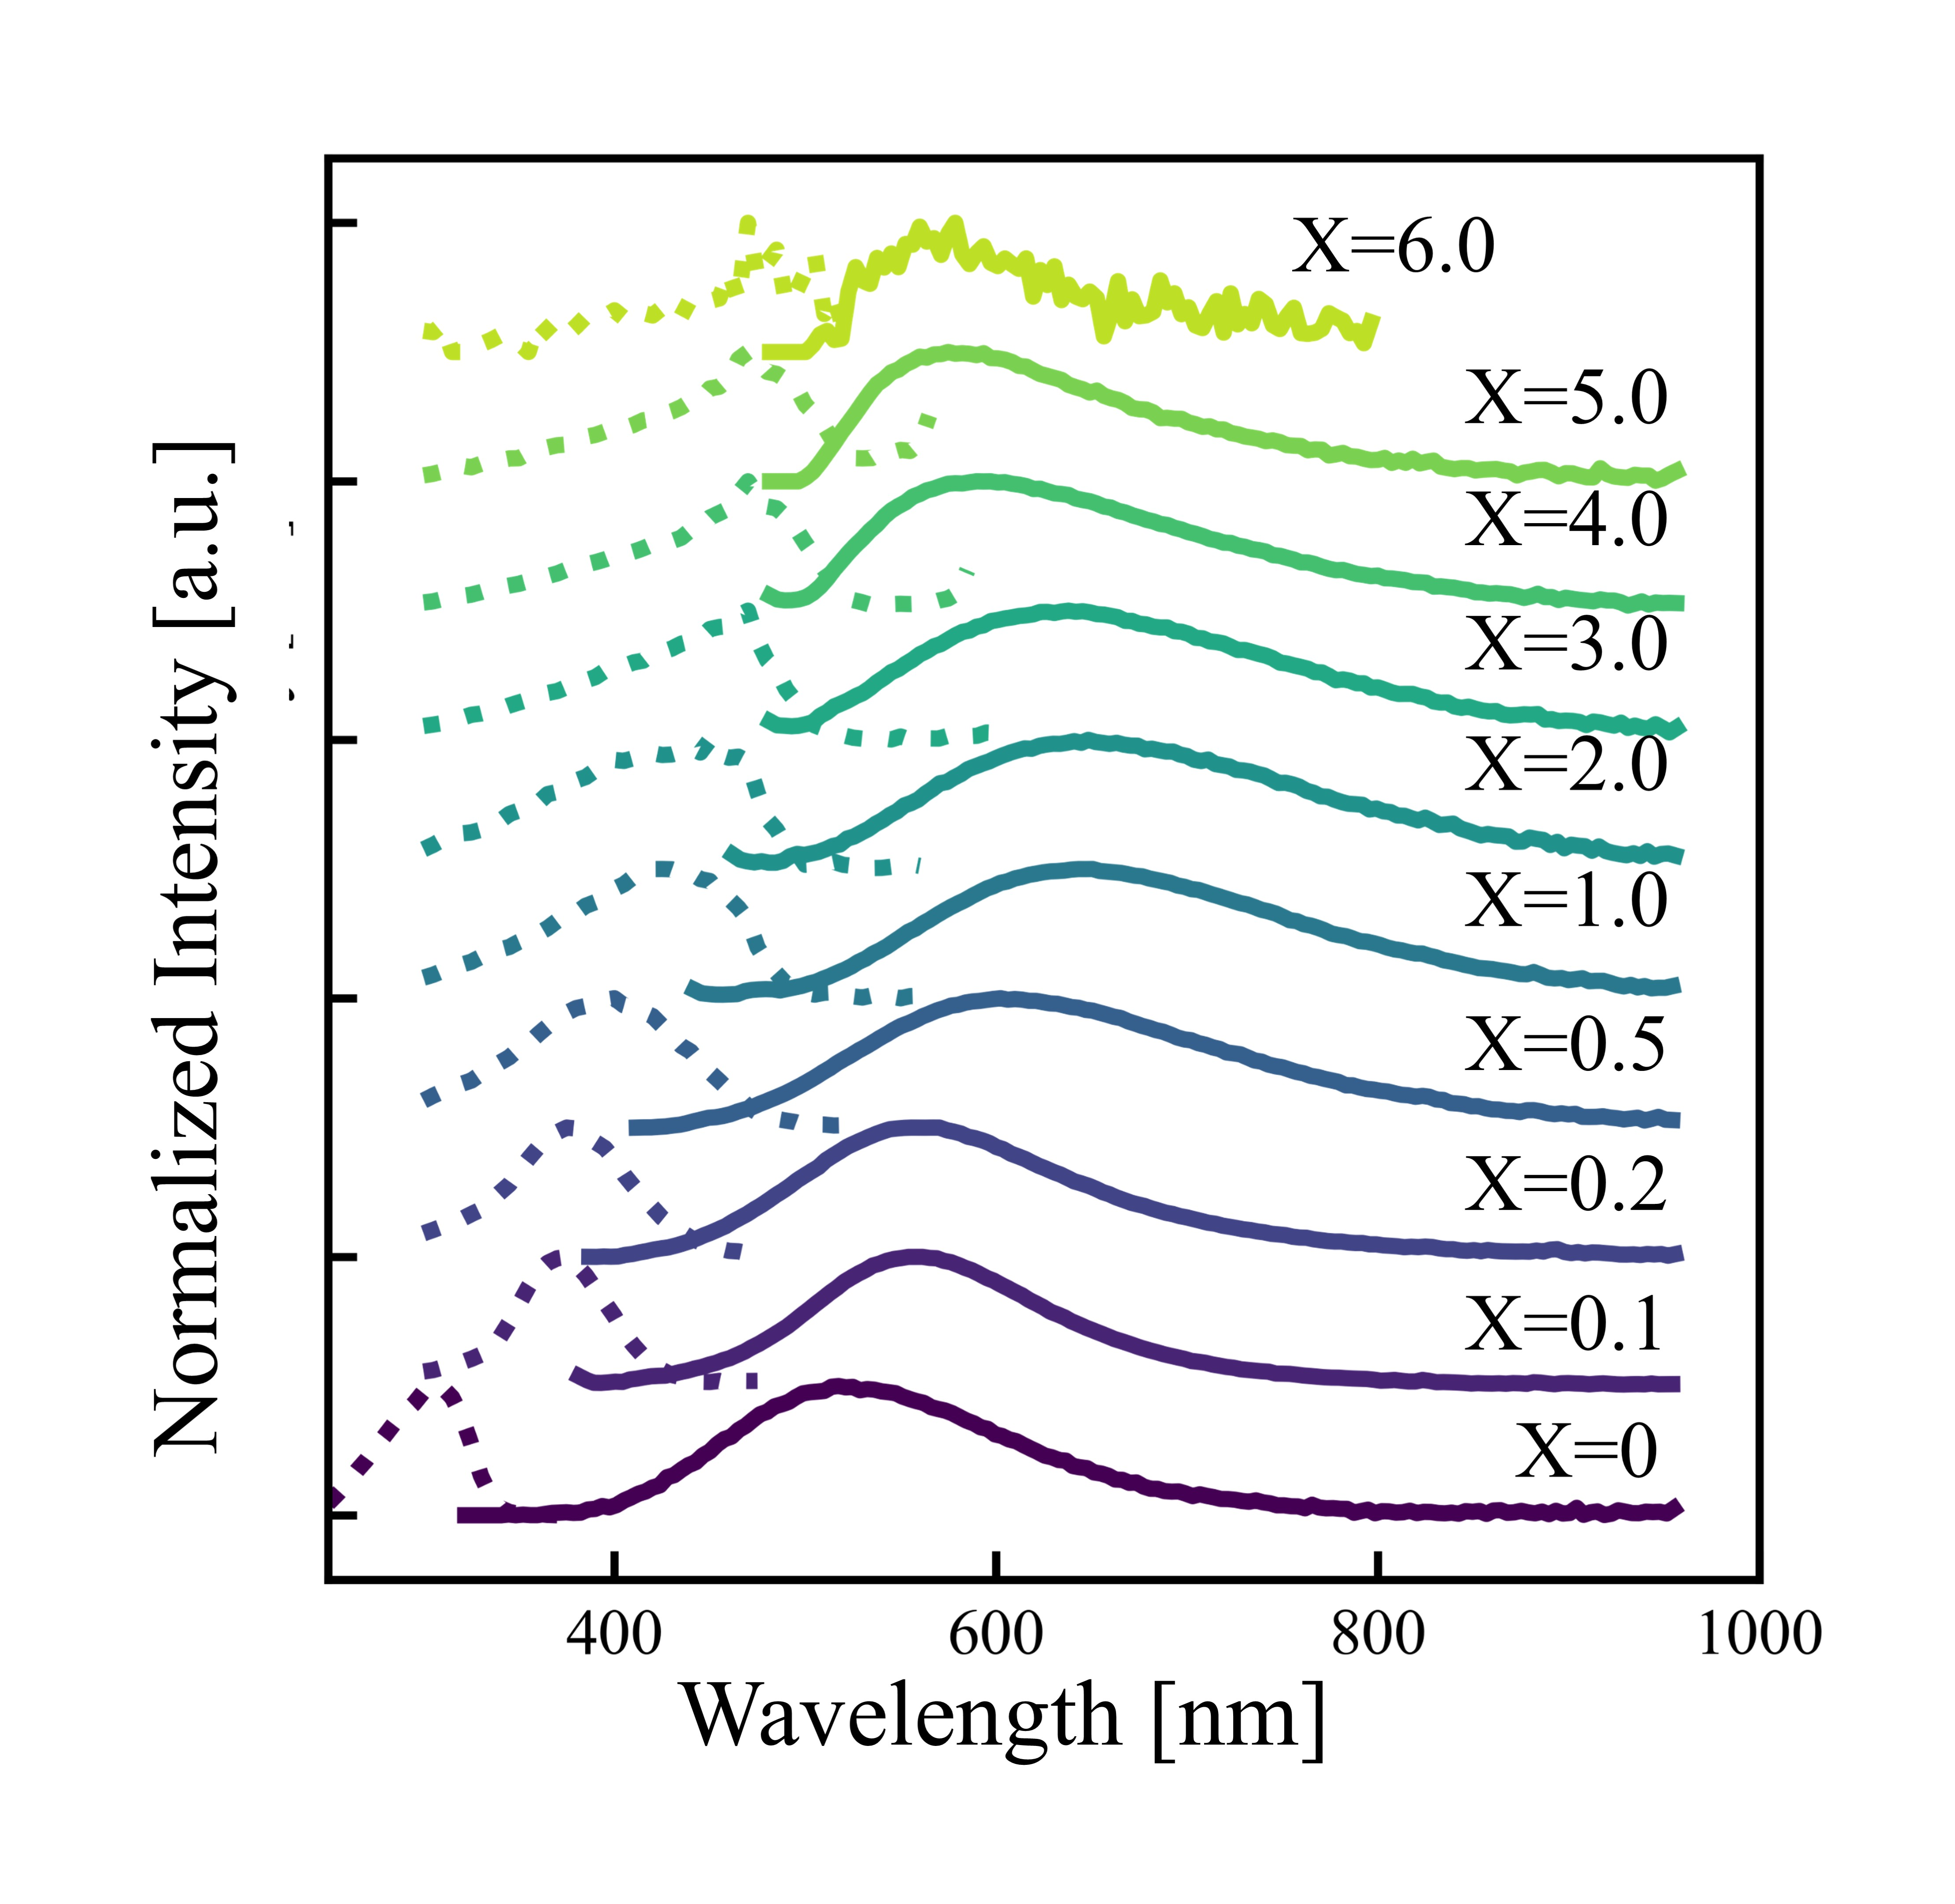 X=6.0
X=5.0
X=4.0
X=3.0
X=2.0
X=1.0
X=0.5
X=0.2
X=0.1
X=0
Normalized Intensity [a.u.]
400 600 800 1000
Wavelength [nm]